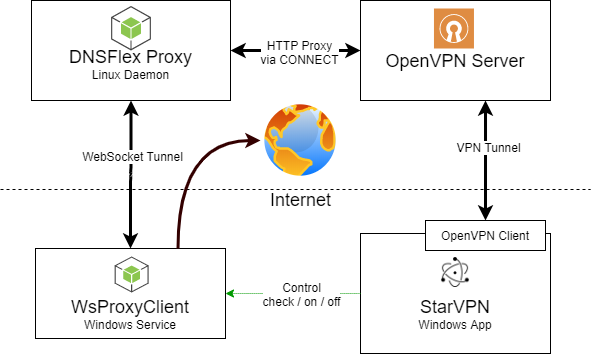 DNSFlex Proxy
Linux Daemon
HTTP Proxy
via CONNECT
OpenVPN Server
WebSocket Tunnel
VPN Tunnel
Internet
OpenVPN Client
WsProxyClient
Windows Service
Control
check / on / off
StarVPN
Windows App